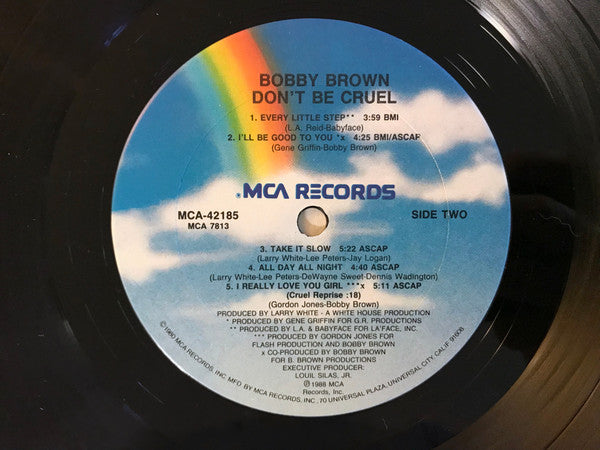 BOBBY BROWN
DON'T BE CRUEL
1. EVERY LITTLE STEP** 3:59 BMI
(L.A. Reid-Babyface)
2. I'LL BE GOOD TO YOU *x 4:25 BMI/ASCAP
(Gene Griffin-Bobby Brown)
MCA RECORDS
MCA-42185
MCA 7813
SIDE TWO
3. TAKE IT SLOW 5:22 ASCAP
(Larry White-Lee Peters-Jay Logan)
4. ALL DAY ALL NIGHT 4:40 ASCAP
(Larry White-Lee Peters-DeWayne Sweet-Dennis Wadington)
5. I REALLY LOVE YOU GIRL ***x 5:11 ASCAP
(Cruel Reprise :18)
(Gordon Jones-Bobby Brown)
PRODUCED BY LARRY WHITE - A WHITE HOUSE PRODUCTION
* PRODUCED BY GENE GRIFFIN FOR G.R. PRODUCTIONS
** PRODUCED BY L.A. & BABYFACE FOR LA'FACE, INC.
*** PRODUCED BY GORDON JONES FOR
FLASH PRODUCTION AND BOBBY BROWN
x CO-PRODUCED BY BOBBY BROWN
FOR B. BROWN PRODUCTIONS
EXECUTIVE PRODUCER:
LOUIL SILAS, JR.
℗ 1988 MCA
Records, Inc.
© 1980 MCA RECORDS, INC. MFG. BY MCA RECORDS, INC., 70 UNIVERSAL PLAZA, UNIVERSAL CITY, CALIF. 91608